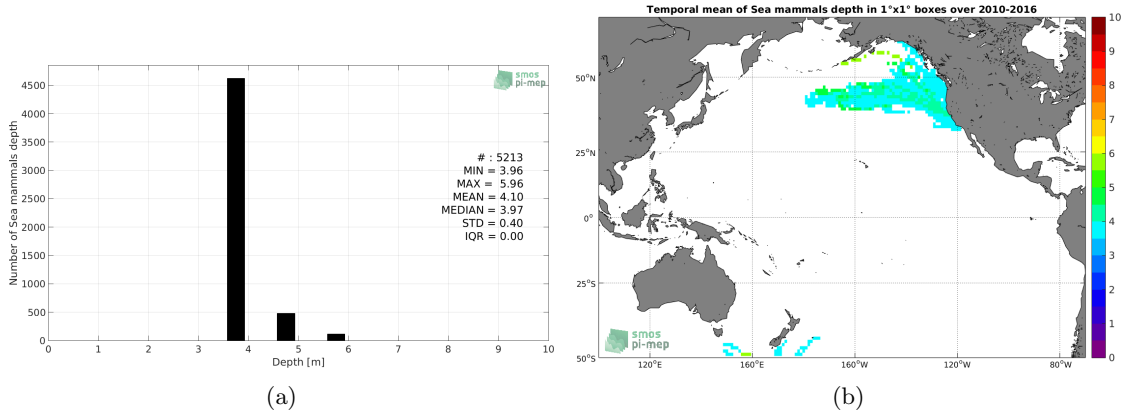 smos
pi-mep
4500
4000
3500
3000
2500
2000
1500
1000
500
0
Number of Sea mammals depth
# : 5213
MIN = 3.96
MAX = 5.96
MEAN = 4.10
MEDIAN = 3.97
STD = 0.40
IQR = 0.00
0 1 2 3 4 5 6 7 8 9 10
Depth [m]
(a)
Temporal mean of Sea mammals depth in 1°x1° boxes over 2010-2016
50°N
25°N
0°
25°S
50°S
120°E 160°E 160°W 120°W 80°W
smos
pi-mep
10
9
8
7
6
5
4
3
2
1
0
(b)